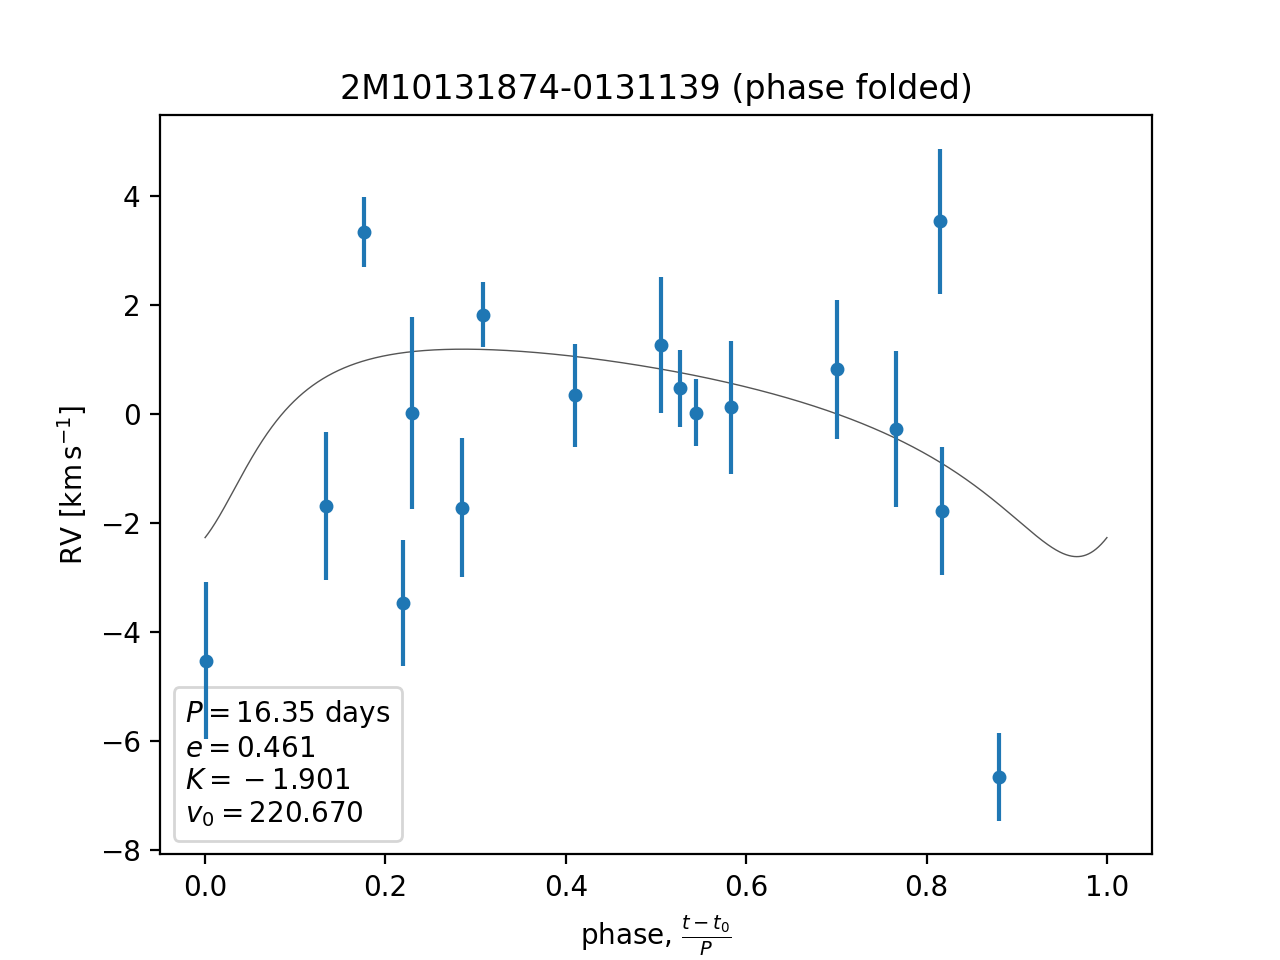 2M10131874-0131139 (phase folded)
4
2
0
−2
−4
−6
−8
RV [km s⁻¹]
P = 16.35 days
e = 0.461
K = −1.901
v₀ = 220.670
0.0 0.2 0.4 0.6 0.8 1.0
phase, (t − t₀)/P